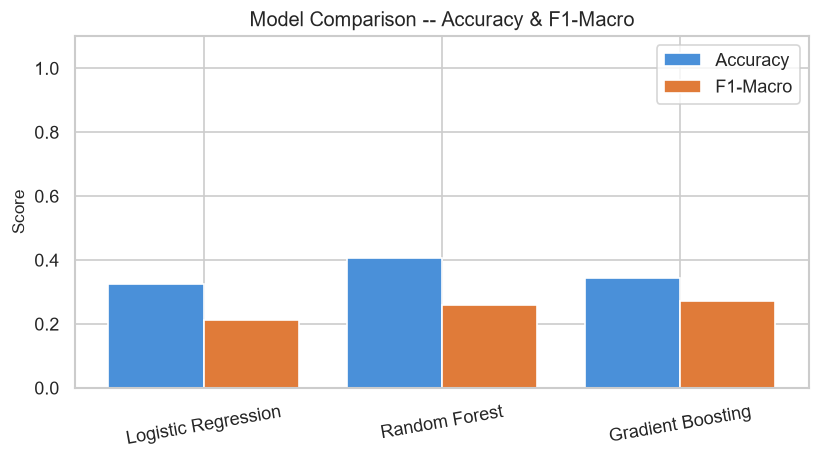 Model Comparison -- Accuracy & F1-Macro
Accuracy
F1-Macro
Score
1.0
0.8
0.6
0.4
0.2
0.0
Logistic Regression
Random Forest
Gradient Boosting